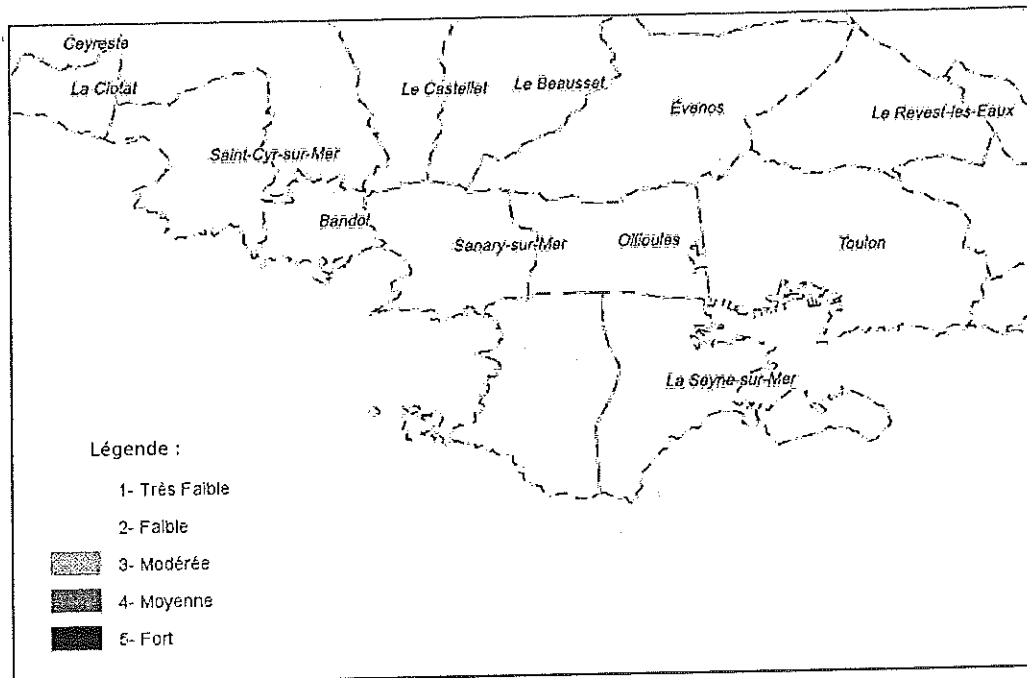 Ceyreste
La Ciotat
Le Castellet
Le Beausset
Évenos
Le Revest-les-Eaux
Saint-Cyr-sur-Mer
Bandol
Sanary-sur-Mer
Ollioules
Toulon
La Seyne-sur-Mer
Légende :
1- Très Faible
2- Faible
3- Modérée
4- Moyenne
5- Fort